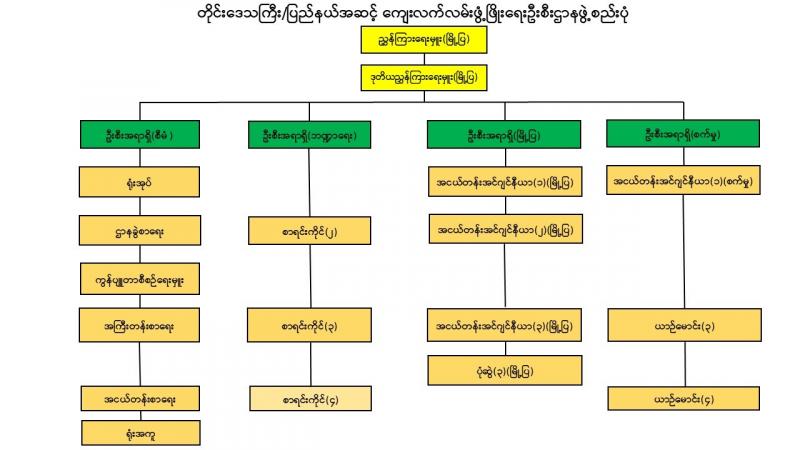 တိုင်းဒေသကြီး/ပြည်နယ်အဆင့် ကျေးလက်လမ်းဖွံ့ဖြိုးရေးဦးစီးဌာနဖွဲ့စည်းပုံ
ညွှန်ကြားရေးမှူး(မြို့ပြ)
ဒုတိယညွှန်ကြားရေးမှူး(မြို့ပြ)
ဦးစီးအရာရှိ(စီမံ )
ဦးစီးအရာရှိ(ဘဏ္ဍာရေး)
ဦးစီးအရာရှိ(မြို့ပြ)
ဦးစီးအရာရှိ(စက်မှု)
ရုံးအုပ်
အငယ်တန်းအင်ဂျင်နီယာ(၁)(မြို့ပြ)
အငယ်တန်းအင်ဂျင်နီယာ(၁)(စက်မှု)
ဌာနခွဲစာရေး
စာရင်းကိုင်(၂)
အငယ်တန်းအင်ဂျင်နီယာ(၂)(မြို့ပြ)
ကွန်ပျူတာစီစဉ်ရေးမှူး
အကြီးတန်းစာရေး
စာရင်းကိုင်(၃)
အငယ်တန်းအင်ဂျင်နီယာ(၃)(မြို့ပြ)
ယာဉ်မောင်း(၃)
ပုံဆွဲ(၃)(မြို့ပြ)
အငယ်တန်းစာရေး
စာရင်းကိုင်(၄)
ယာဉ်မောင်း(၄)
ရုံးအကူ